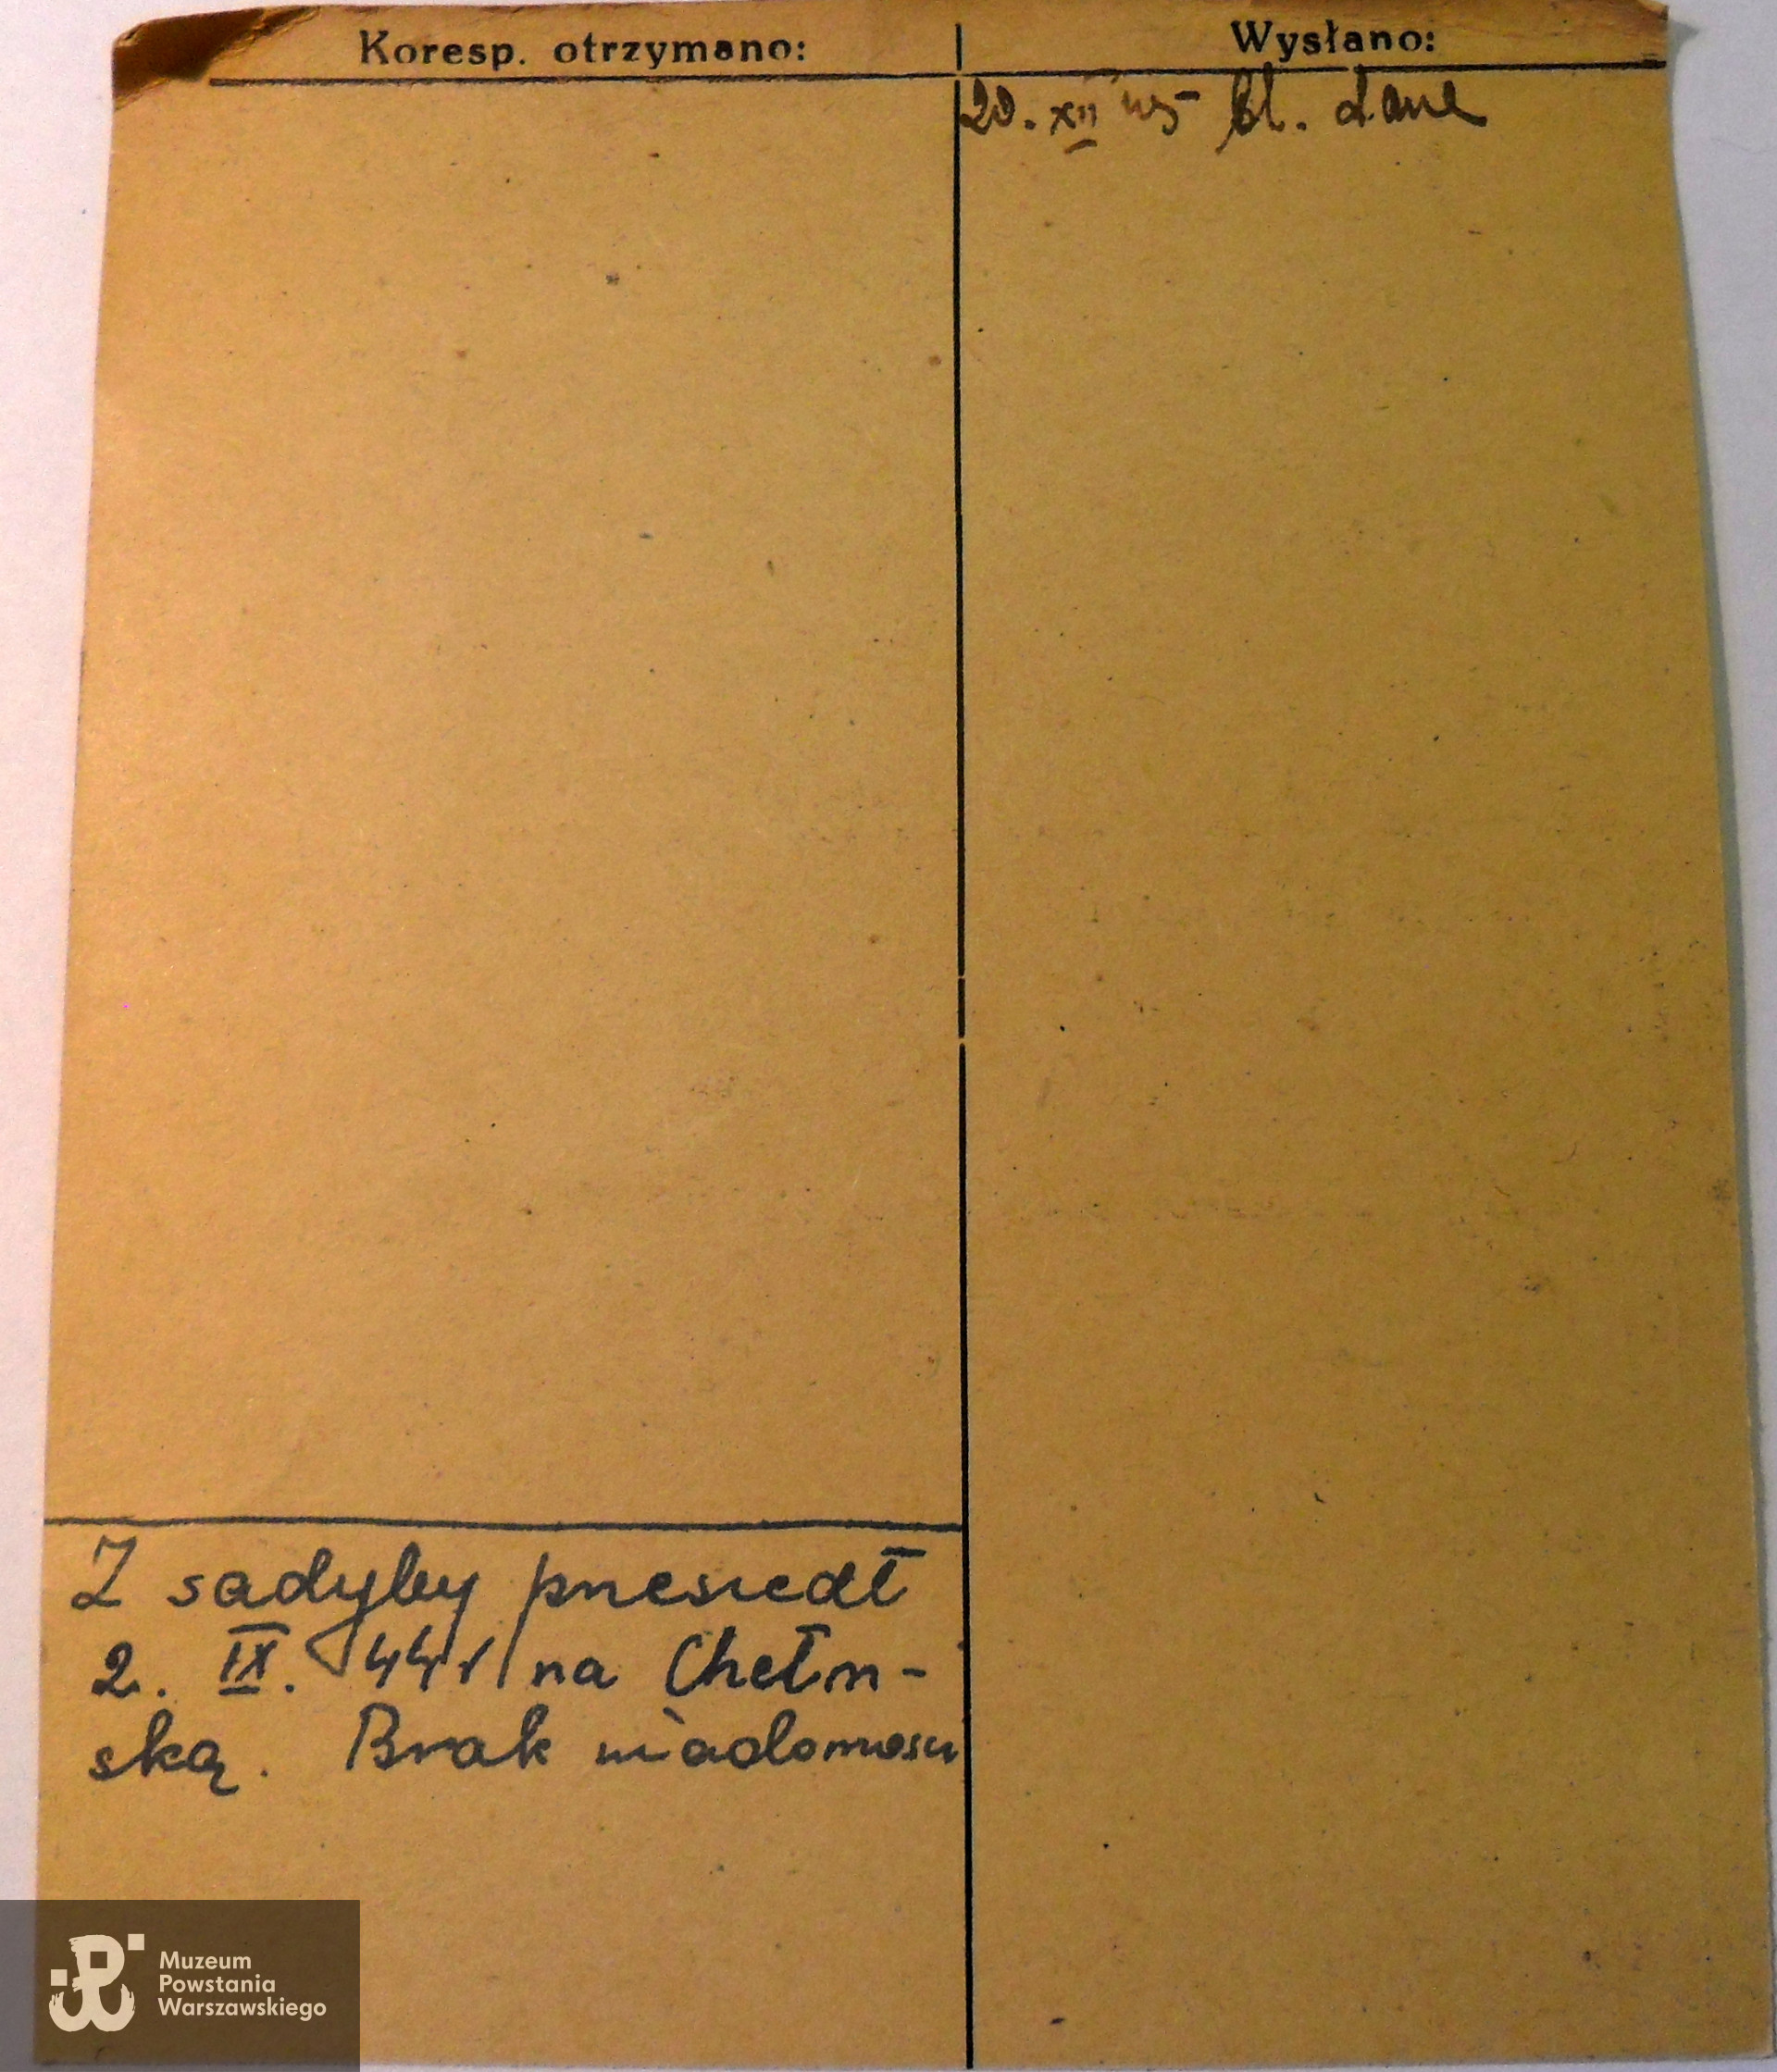 Koresp. otrzymano:
Wysłano:
20. XII 45 Bl. dane
Z sadyby przeszedł
2. IX. 44 r na Chełm-
ską. Brak wiadomości
Muzeum
Powstania
Warszawskiego